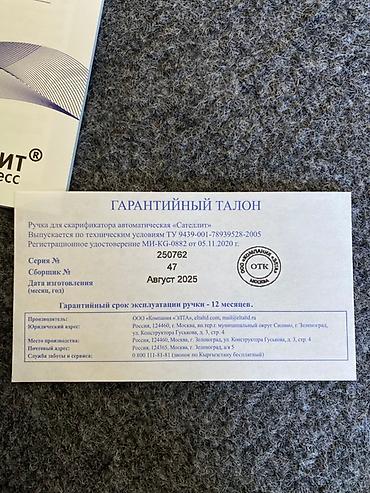 ИТ®
есс
ГАРАНТИЙНЫЙ ТАЛОН
Ручка для скарификатора автоматическая «Сателлит»
Выпускается по техническим условиям ТУ 9439-001-78939528-2005
Регистрационное удостоверение МИ-KG-0882 от 05.11.2020 г.
Серия № 250762
Сборщик № 47
Дата изготовления Август 2025
(месяц, год)
ОТК
МОСКВА
Гарантийный срок эксплуатации ручки - 12 месяцев.
Производитель: ООО «Компания «ЭЛТА», eltaltd.com, mail@eltaltd.ru
Юридический адрес: Россия, 124460, г. Москва, вн.тер.г. муниципальный округ Силино, г. Зеленоград,
ул. Конструктора Гуськова, д. 3, стр. 4
Место производства: Россия, 124460, Москва, г. Зеленоград, ул. Конструктора Гуськова, д. 3, стр. 4
Почтовый адрес: Россия, 124365, Москва, г. Зеленоград, а/я 5
Служба заботы и сервиса: 0 800 111-81-81 (звонок по Кыргызстану бесплатный)